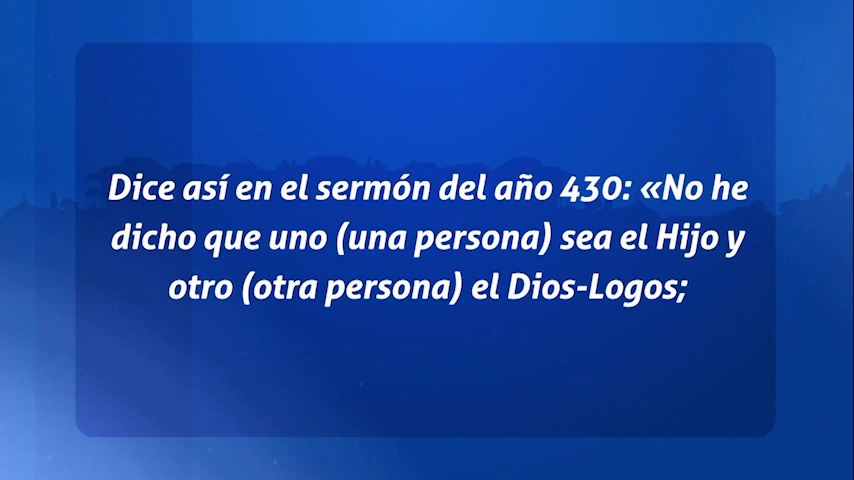 Dice así en el sermón del año 430: «No he
dicho que uno (una persona) sea el Hijo y
otro (otra persona) el Dios-Logos;